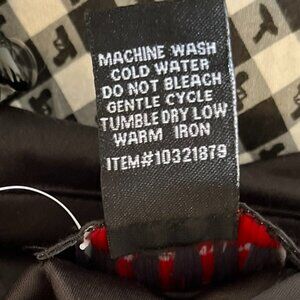 MACHINE WASH
COLD WATER
DO NOT BLEACH
GENTLE CYCLE
TUMBLE DRY LOW
WARM IRON
ITEM#10321879